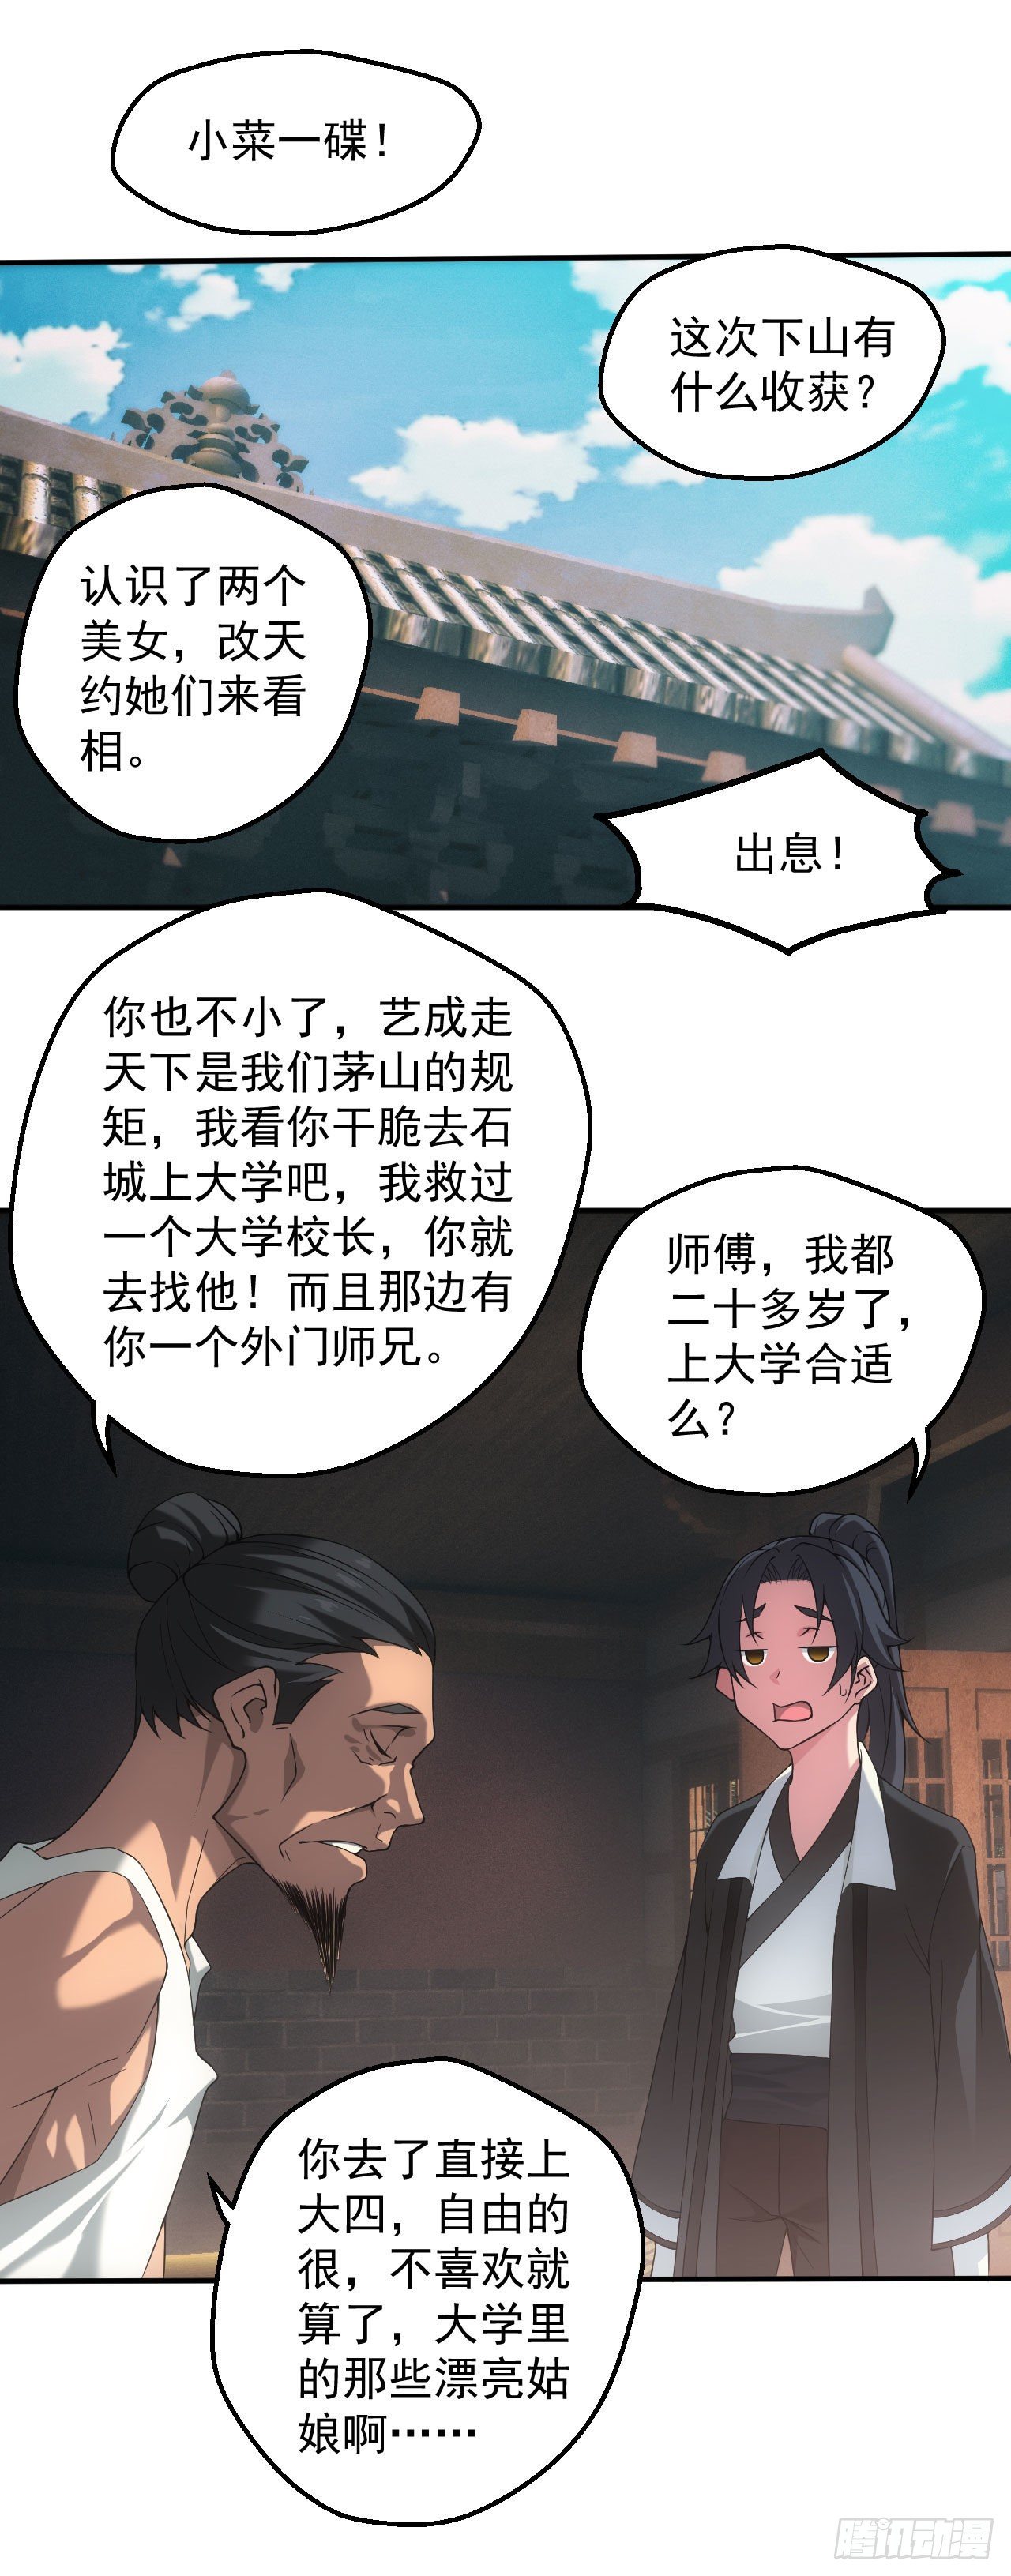 小菜一碟！
这次下山有
什么收获？
认识了两个
美女，改天
约她们来看
相。
出息！
你也不小了，艺成走
天下是我们茅山的规
矩，我看你干脆去石
城上大学吧，我救过
一个大学校长，你就
去找他！而且那边有
你一个外门师兄。
师傅，我都
二十多岁了，
上大学合适
么？
你去了直接上
大四，自由的
很，不喜欢就
算了，大学里
的那些漂亮姑
娘啊……
腾讯动漫